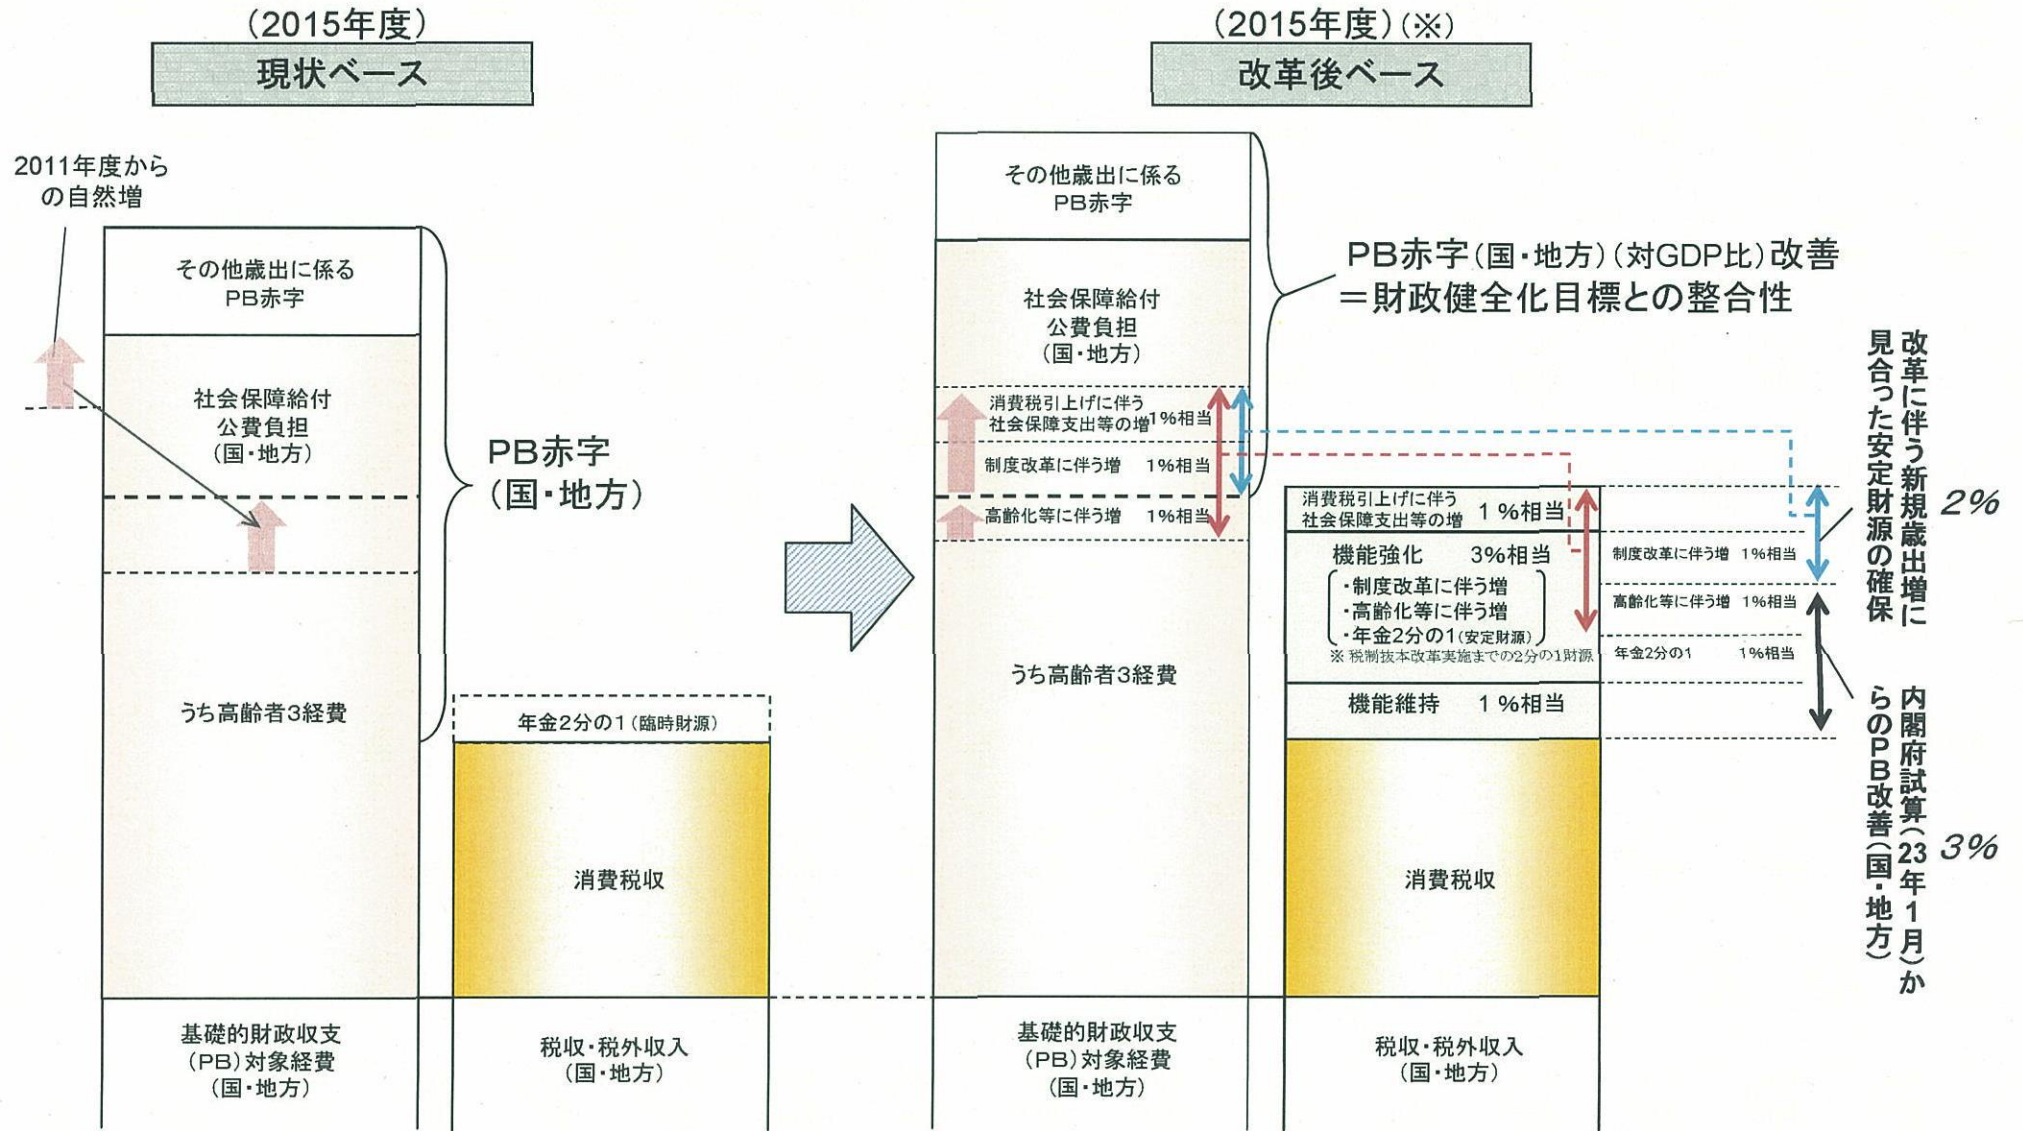 (2015年度)
現状ベース
2011年度から
の自然増
その他歳出に係る
PB赤字
社会保障給付
公費負担
(国・地方)
うち高齢者3経費
PB赤字
(国・地方)
年金2分の1(臨時財源)
消費税収
基礎的財政収支
(PB)対象経費
(国・地方)
税収・税外収入
(国・地方)
(2015年度)(※)
改革後ベース
その他歳出に係る
PB赤字
社会保障給付
公費負担
(国・地方)
消費税引上げに伴う
社会保障支出等の増 1%相当
制度改革に伴う増 1%相当
高齢化等に伴う増 1%相当
うち高齢者3経費
PB赤字(国・地方)(対GDP比)改善
=財政健全化目標との整合性
消費税引上げに伴う
社会保障支出等の増 1%相当
機能強化 3%相当
・制度改革に伴う増
・高齢化等に伴う増
・年金2分の1(安定財源)
※ 税制抜本改革実施までの2分の1財源
機能維持 1%相当
消費税収
制度改革に伴う増 1%相当
高齢化等に伴う増 1%相当
年金2分の1 1%相当
改革に伴う新規歳出増に
見合った安定財源の確保
2%
内閣府試算(23年1月)か
らのPB改善(国・地方)
3%
基礎的財政収支
(PB)対象経費
(国・地方)
税収・税外収入
(国・地方)